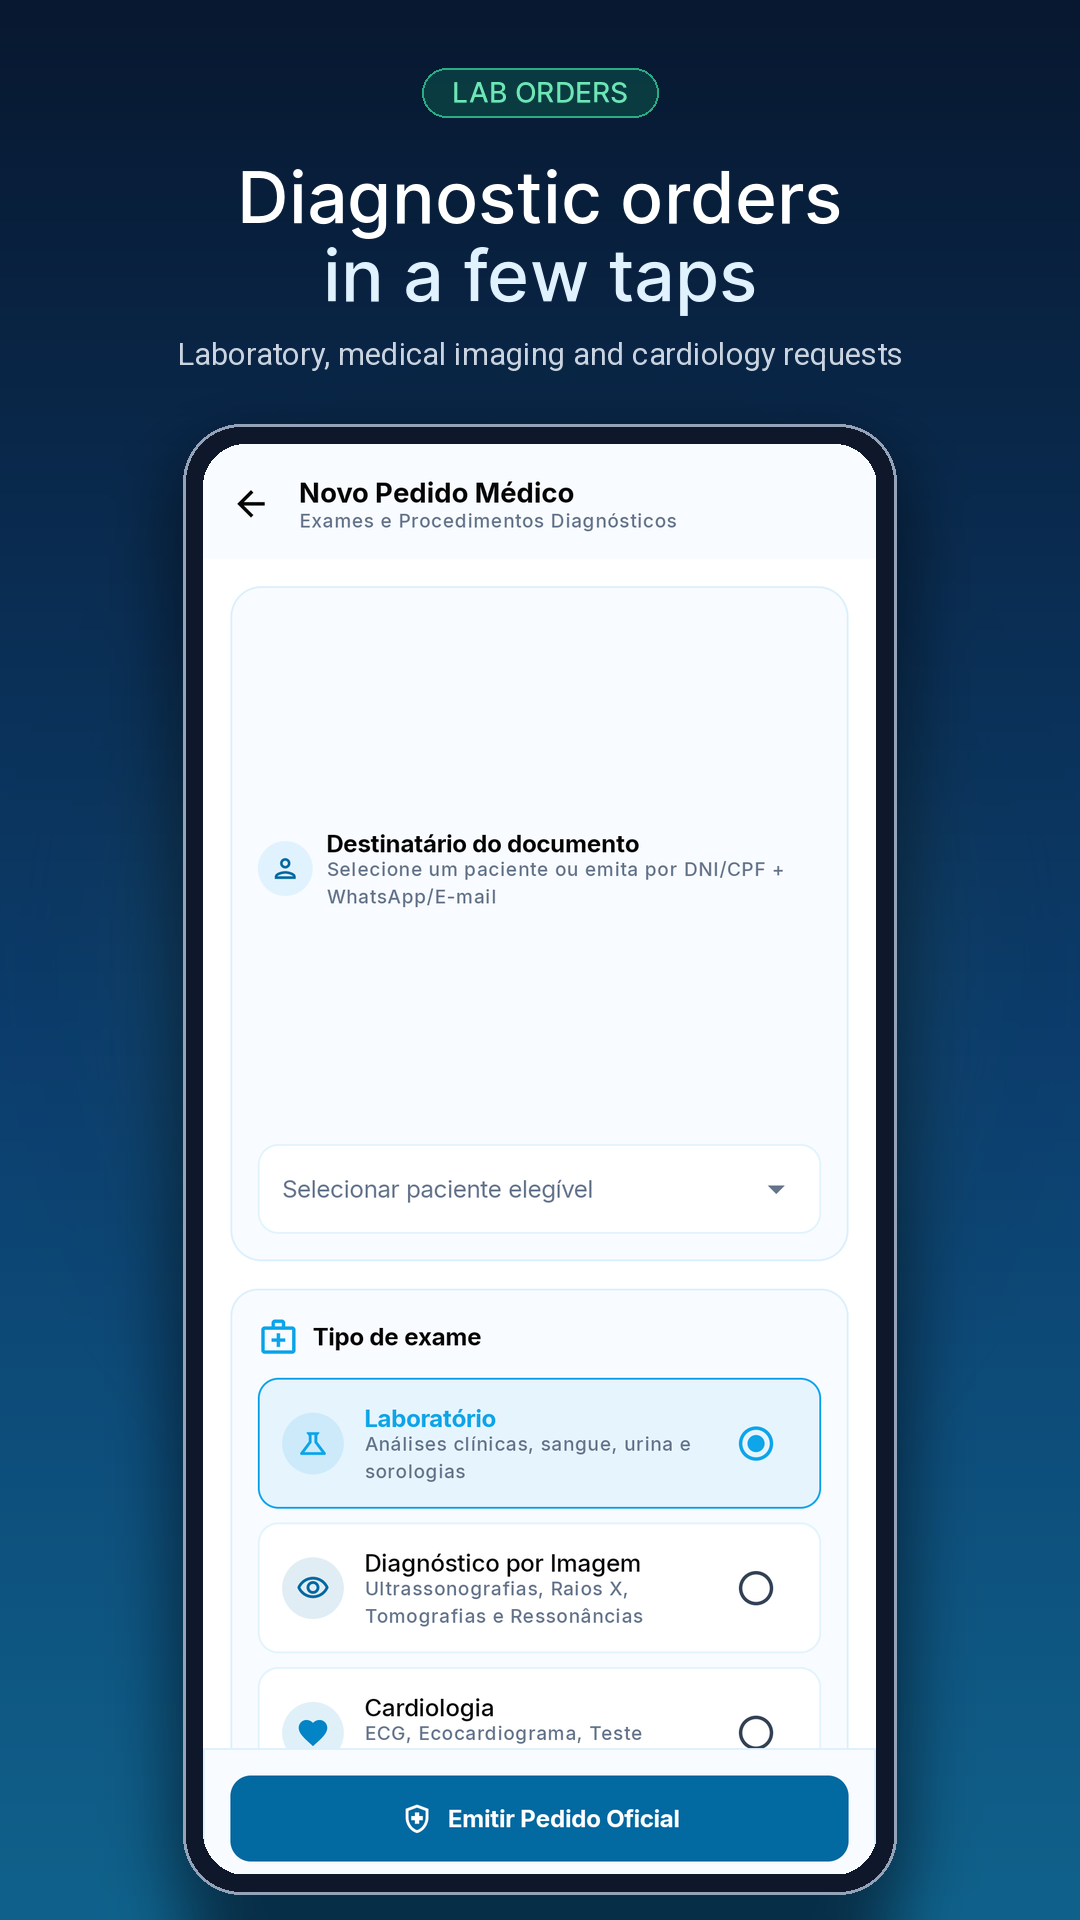 LAB ORDERS
Diagnostic orders
in a few taps
Laboratory, medical imaging and cardiology requests
Novo Pedido Médico
Exames e Procedimentos Diagnósticos
Destinatário do documento
Selecione um paciente ou emita por DNI/CPF +
WhatsApp/E-mail
Selecionar paciente elegível
Tipo de exame
Laboratório
Análises clínicas, sangue, urina e
sorologias
Diagnóstico por Imagem
Ultrassonografias, Raios X,
Tomografias e Ressonâncias
Cardiologia
ECG, Ecocardiograma, Teste
Emitir Pedido Oficial